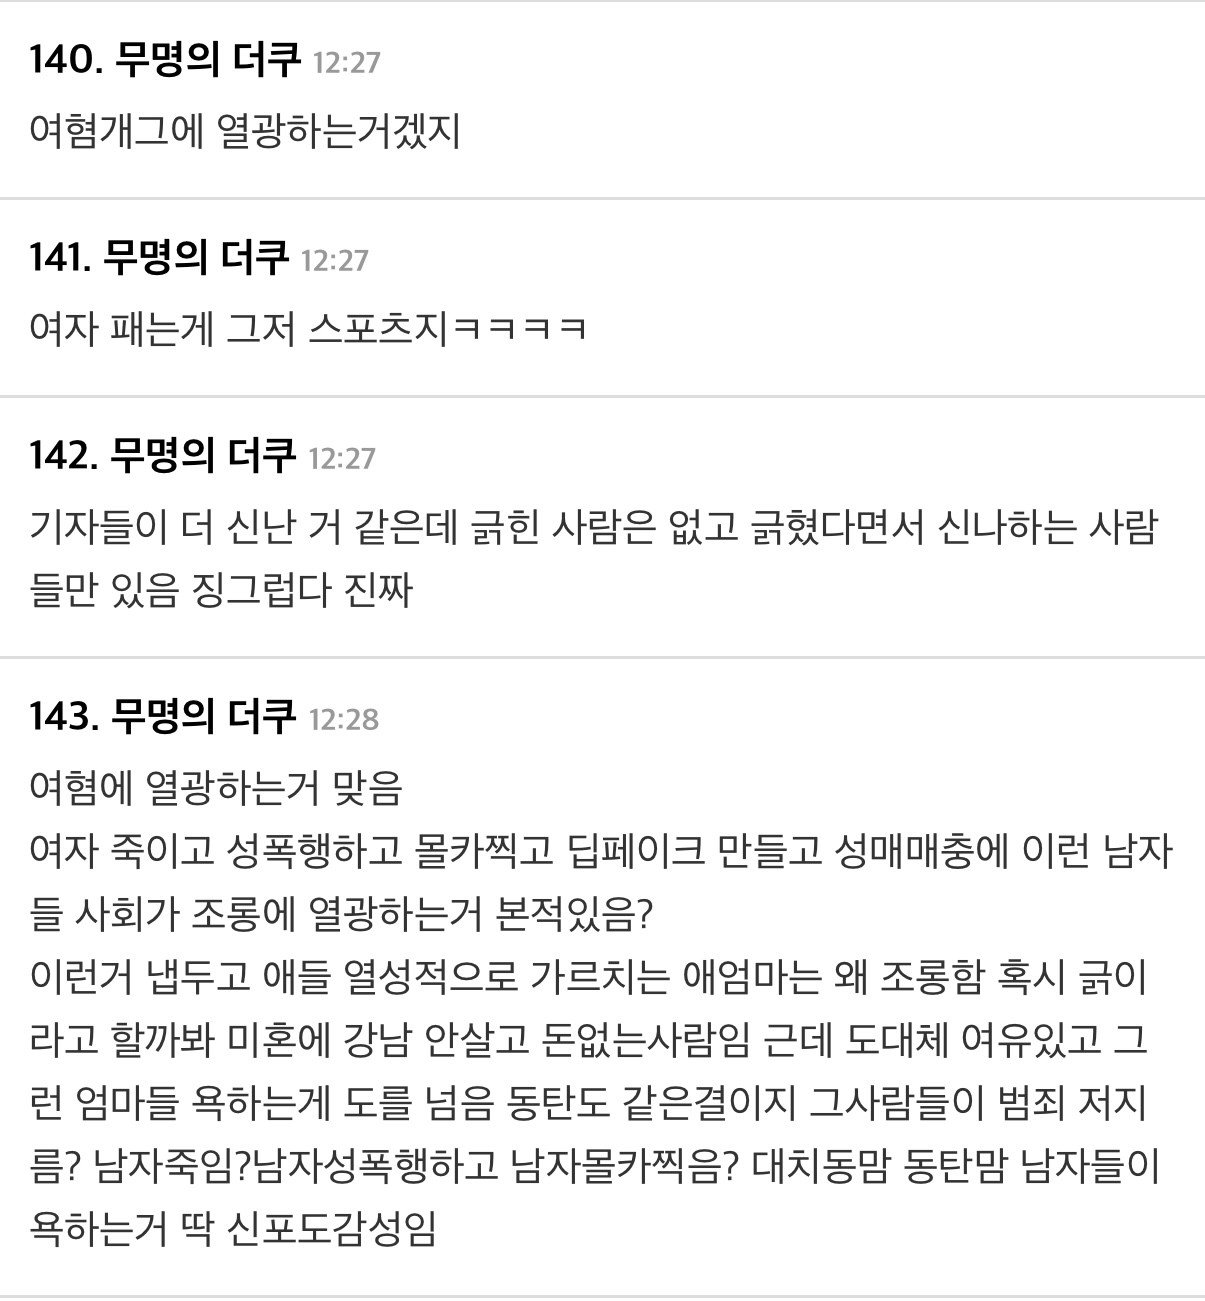 140. 무명의 더쿠 12:27
여혐개그에 열광하는거겠지
141. 무명의 더쿠 12:27
여자 패는게 그저 스포츠지ㅋㅋㅋㅋ
142. 무명의 더쿠 12:27
기자들이 더 신난 거 같은데 긁힌 사람은 없고 긁혔다면서 신나하는 사람
들만 있음 징그럽다 진짜
143. 무명의 더쿠 12:28
여혐에 열광하는거 맞음
여자 죽이고 성폭행하고 몰카찍고 딥페이크 만들고 성매매충에 이런 남자
들 사회가 조롱에 열광하는거 본적있음?
이런거 냅두고 애들 열성적으로 가르치는 애엄마는 왜 조롱함 혹시 긁이
라고 할까봐 미혼에 강남 안살고 돈없는사람임 근데 도대체 여유있고 그
런 엄마들 욕하는게 도를 넘음 동탄도 같은결이지 그사람들이 범죄 저지
름? 남자죽임?남자성폭행하고 남자몰카찍음? 대치동맘 동탄맘 남자들이
욕하는거 딱 신포도감성임